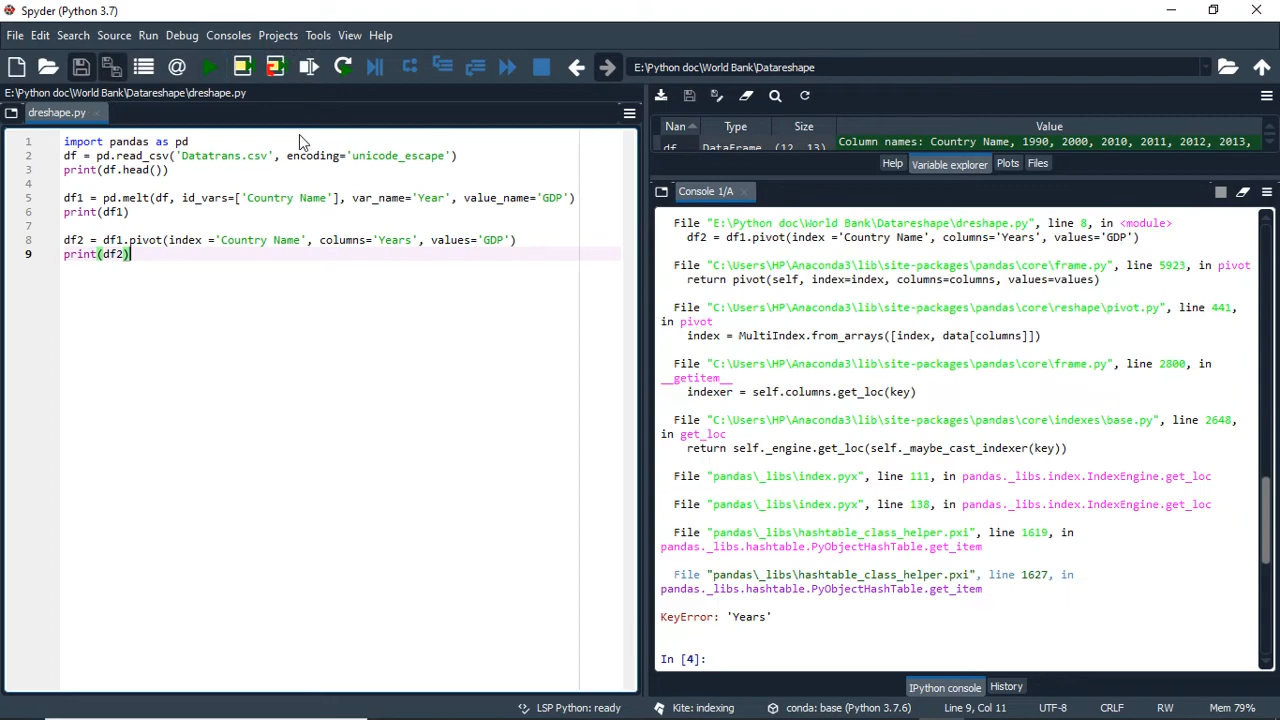 Spyder (Python 3.7)
File Edit Search Source Run Debug Consoles Projects Tools View Help
E:\Python doc\World Bank\Datareshape
E:\Python doc\World Bank\Datareshape\dreshape.py
dreshape.py
1 import pandas as pd
2 df = pd.read_csv('Datatrans.csv', encoding='unicode_escape')
3 print(df.head())
4
5 df1 = pd.melt(df, id_vars=['Country Name'], var_name='Year', value_name='GDP')
6 print(df1)
7
8 df2 = df1.pivot(index ='Country Name', columns='Years', values='GDP')
9 print(df2)
Nan Type Size Value
df DataFrame (12, 13) Column names: Country Name, 1990, 2000, 2010, 2011, 2012, 2013,
Help Variable explorer Plots Files
Console 1/A
File "E:\Python doc\World Bank\Datareshape\dreshape.py", line 8, in <module>
df2 = df1.pivot(index ='Country Name', columns='Years', values='GDP')
File "C:\Users\HP\Anaconda3\lib\site-packages\pandas\core\frame.py", line 5923, in pivot
return pivot(self, index=index, columns=columns, values=values)
File "C:\Users\HP\Anaconda3\lib\site-packages\pandas\core\reshape\pivot.py", line 441,
in pivot
index = MultiIndex.from_arrays([index, data[columns]])
File "C:\Users\HP\Anaconda3\lib\site-packages\pandas\core\frame.py", line 2800, in
__getitem__
indexer = self.columns.get_loc(key)
File "C:\Users\HP\Anaconda3\lib\site-packages\pandas\core\indexes\base.py", line 2648,
in get_loc
return self._engine.get_loc(self._maybe_cast_indexer(key))
File "pandas\_libs\index.pyx", line 111, in pandas._libs.index.IndexEngine.get_loc
File "pandas\_libs\index.pyx", line 138, in pandas._libs.index.IndexEngine.get_loc
File "pandas\_libs\hashtable_class_helper.pxi", line 1619, in
pandas._libs.hashtable.PyObjectHashTable.get_item
File "pandas\_libs\hashtable_class_helper.pxi", line 1627, in
pandas._libs.hashtable.PyObjectHashTable.get_item
KeyError: 'Years'
In [4]:
IPython console History
LSP Python: ready Kite: indexing conda: base (Python 3.7.6) Line 9, Col 11 UTF-8 CRLF RW Mem 79%